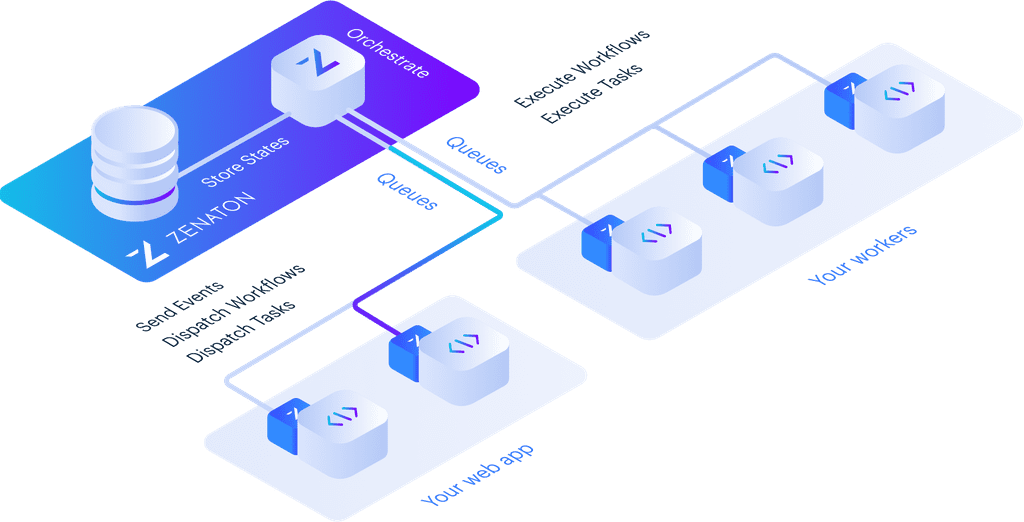 Orchestrate
Store States
ZENATON
Queues
Queues
Execute Workflows
Execute Tasks
Your workers
Send Events
Dispatch Workflows
Dispatch Tasks
Your web app